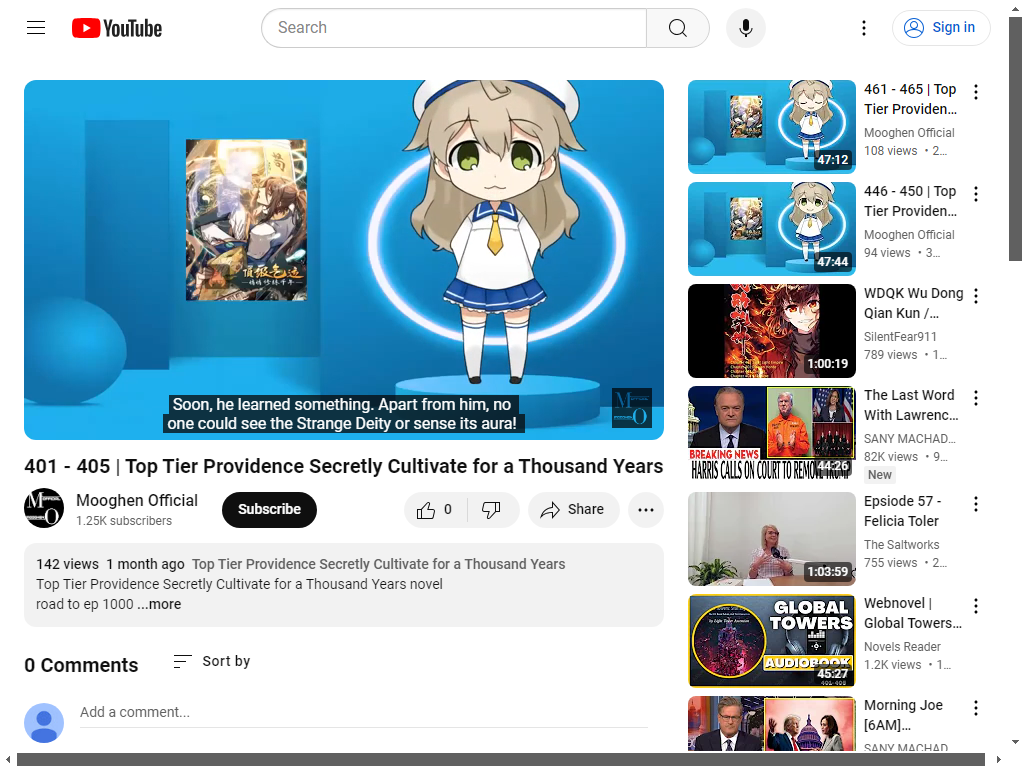 YouTube
Search
Sign in
Soon, he learned something. Apart from him, no
one could see the Strange Deity or sense its aura!
401 - 405 | Top Tier Providence Secretly Cultivate for a Thousand Years
Mooghen Official
1.25K subscribers
Subscribe
0
Share
142 views 1 month ago Top Tier Providence Secretly Cultivate for a Thousand Years
Top Tier Providence Secretly Cultivate for a Thousand Years novel
road to ep 1000 ...more
0 Comments
Sort by
Add a comment...
461 - 465 | Top
Tier Providen...
Mooghen Official
108 views • 2...
47:12
446 - 450 | Top
Tier Providen...
Mooghen Official
94 views • 3...
47:44
WDQK Wu Dong
Qian Kun /...
SilentFear911
789 views • 1...
1:00:19
The Last Word
With Lawrenc...
SANY MACHAD...
82K views • 9...
New
BREAKING NEWS
HARRIS CALLS ON COURT TO REMOVE TRUMP
44:26
Epsiode 57 -
Felicia Toler
The Saltworks
755 views • 2...
1:03:59
Webnovel |
Global Towers...
Novels Reader
1.2K views • 1...
GLOBAL
TOWERS
AUDIOBOOK
45:27
Morning Joe
[6AM]...
SANY MACHAD